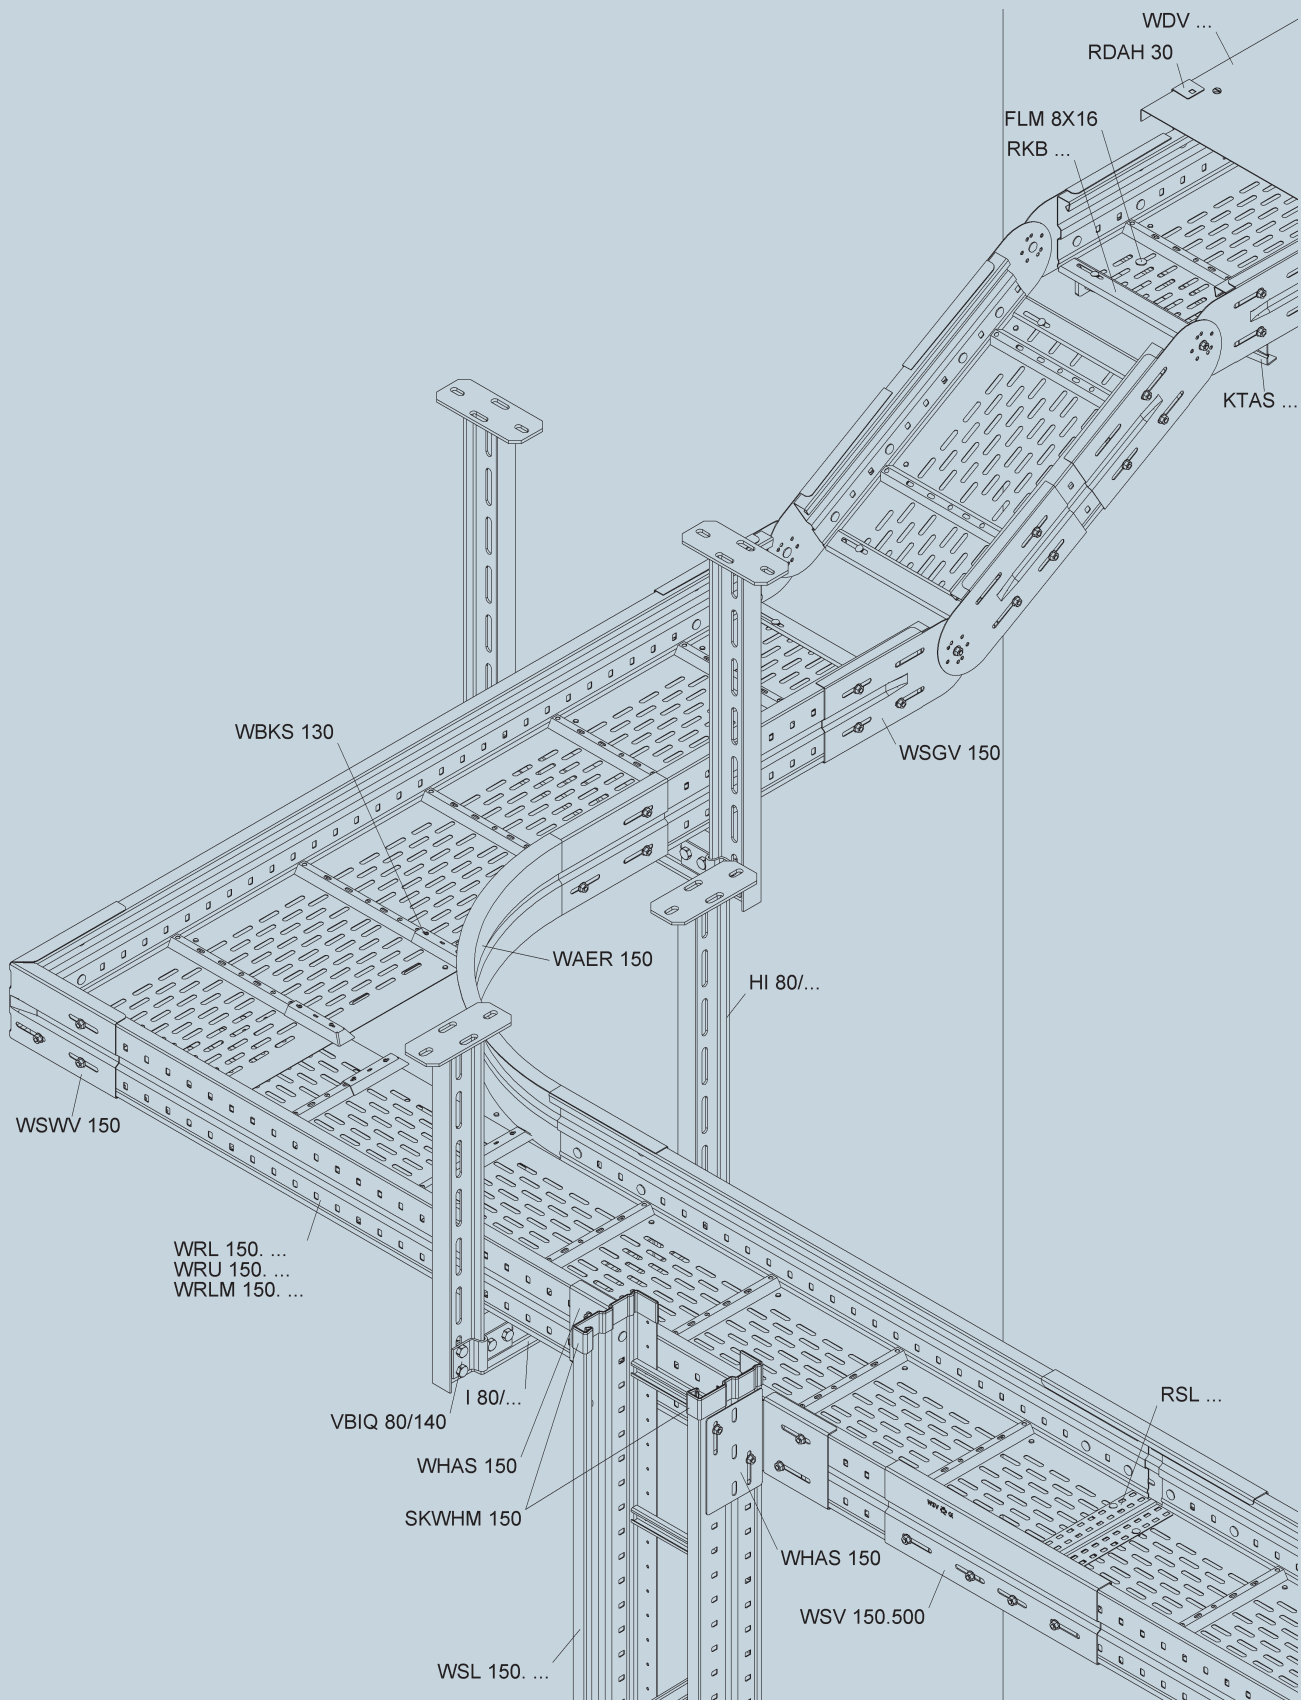 WDV ...
RDAH 30
FLM 8X16
RKB ...
KTAS ...
WBKS 130
WSGV 150
WAER 150
HI 80/...
WSWV 150
WRL 150. ...
WRU 150. ...
WRLM 150. ...
I 80/...
VBIQ 80/140
RSL ...
WHAS 150
SKWHM 150
WHAS 150
WSV 150.500
WSL 150. ...